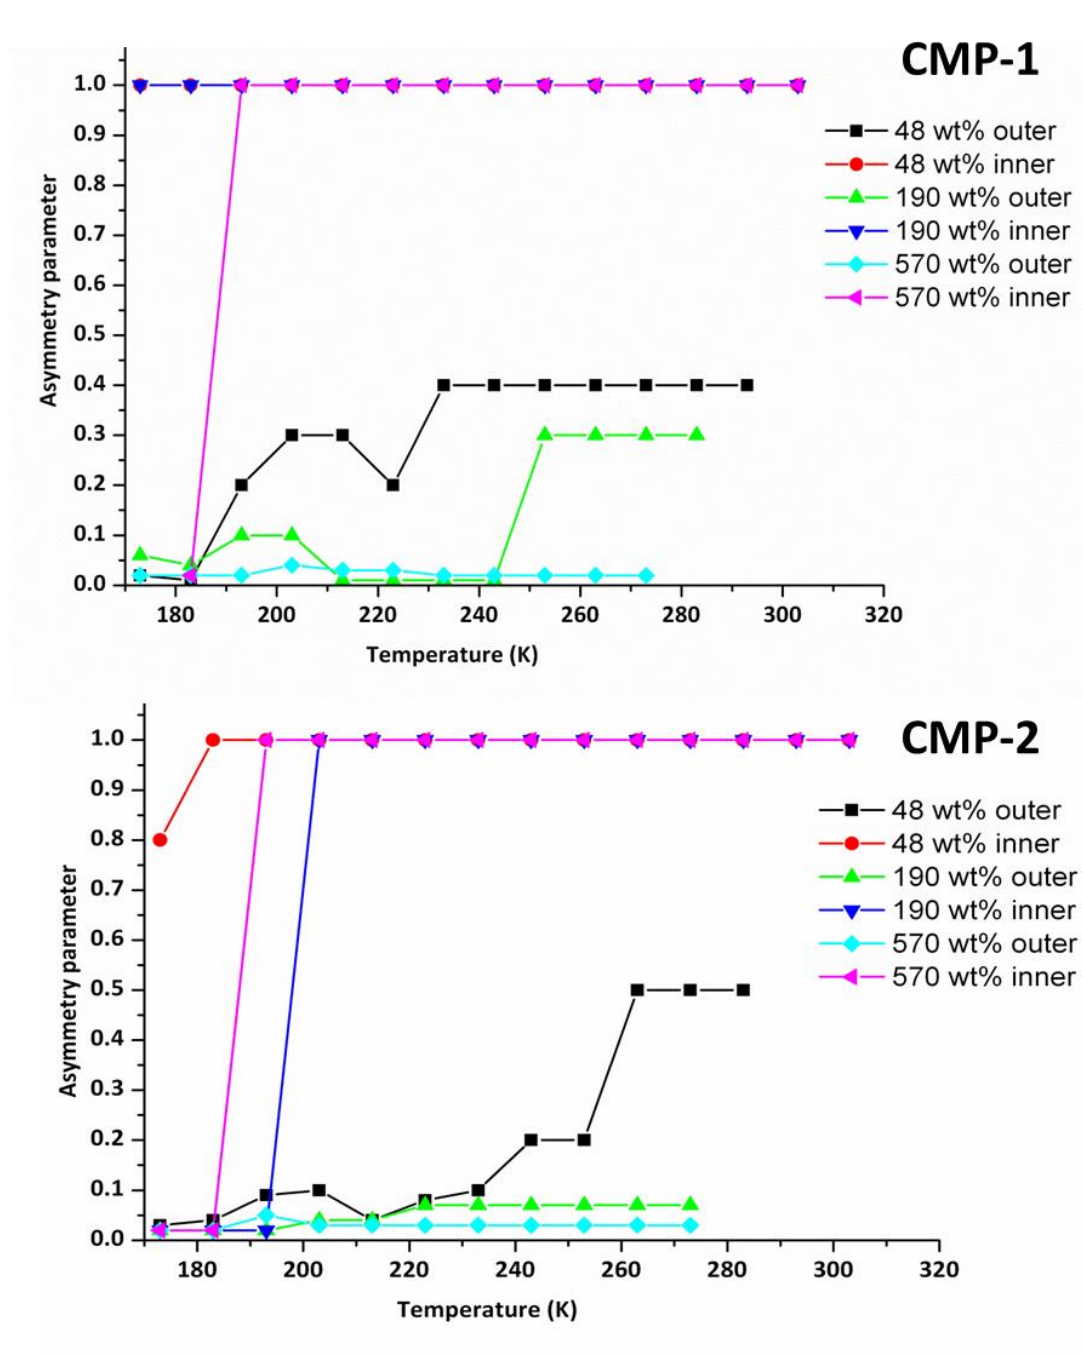 CMP-1
1.0
0.9
0.8
0.7
0.6
0.5
0.4
0.3
0.2
0.1
0.0
Asymmetry parameter
48 wt% outer
48 wt% inner
190 wt% outer
190 wt% inner
570 wt% outer
570 wt% inner
180 200 220 240 260 280 300 320
Temperature (K)
CMP-2
1.0
0.9
0.8
0.7
0.6
0.5
0.4
0.3
0.2
0.1
0.0
Asymmetry parameter
48 wt% outer
48 wt% inner
190 wt% outer
190 wt% inner
570 wt% outer
570 wt% inner
180 200 220 240 260 280 300 320
Temperature (K)